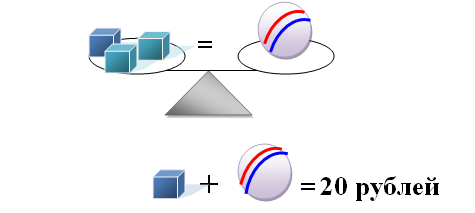 =
+ = 20 рублей